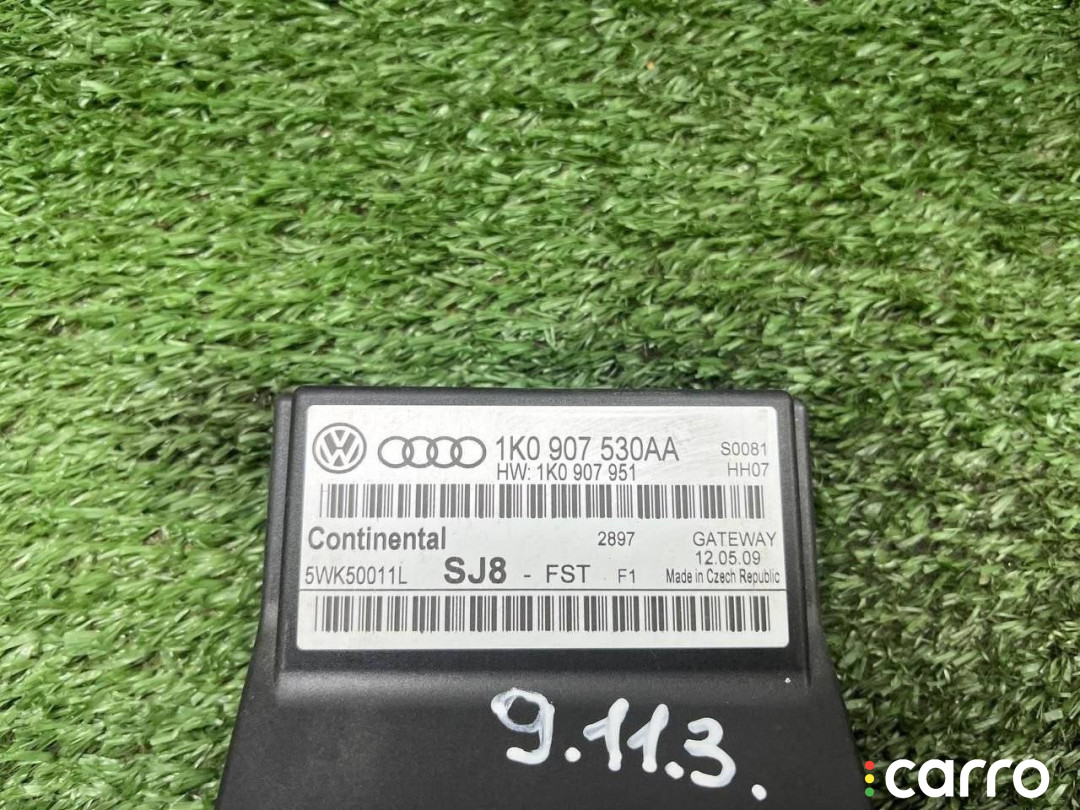 VW 1K0 907 530AA S0081
HW: 1K0 907 951 HH07
Continental 2897 GATEWAY
12.05.09
5WK50011L SJ8 - FST F1 Made in Czech Republic
9.11.3.
carro